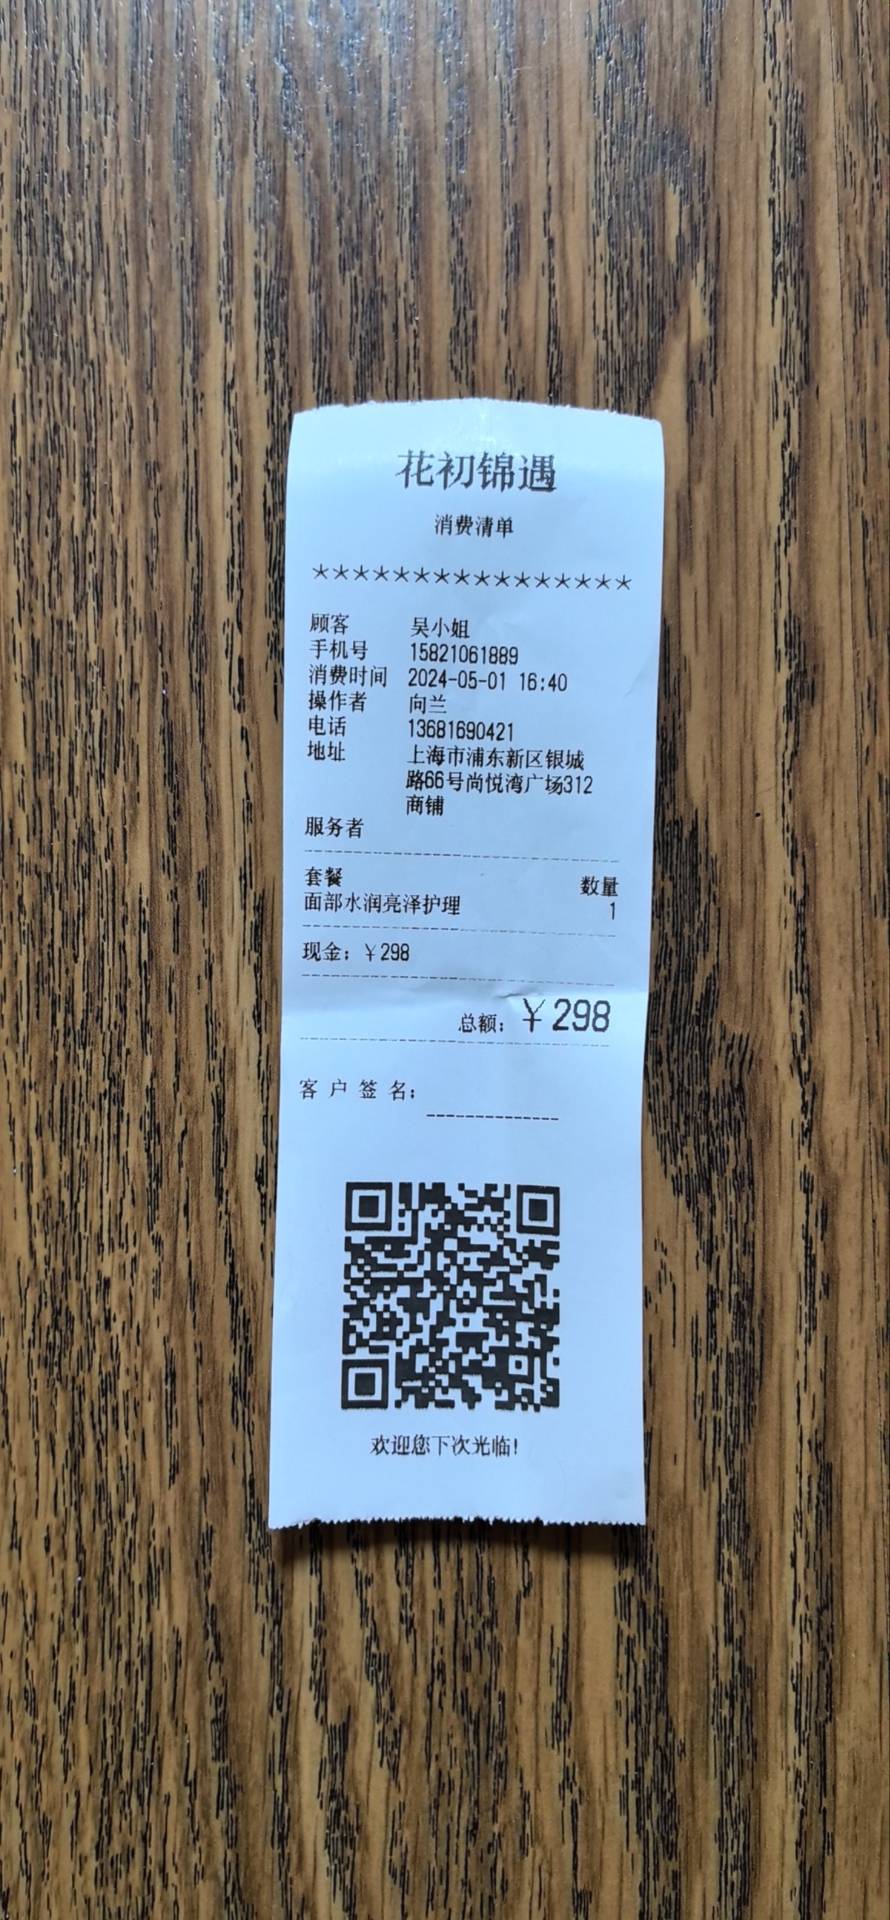 花初锦遇
消费清单
****************
顾客 吴小姐
手机号 15821061889
消费时间 2024-05-01 16:40
操作者 向兰
电话 13681690421
地址 上海市浦东新区银城
路66号尚悦湾广场312
商铺
服务者
套餐 数量
面部水润亮泽护理 1
现金：￥298
总额：￥298
客户签名：
欢迎您下次光临！